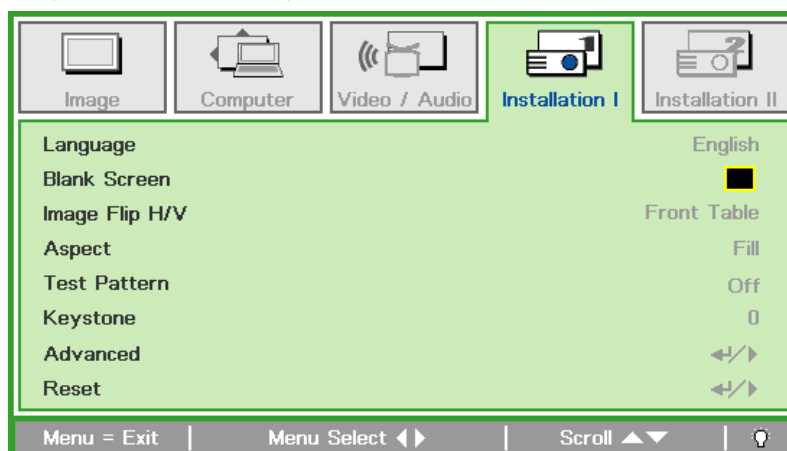 Image
Computer
Video / Audio
Installation I
Installation II
Language English
Blank Screen
Image Flip H/V Front Table
Aspect Fill
Test Pattern Off
Keystone 0
Advanced
Reset
Menu = Exit Menu Select Scroll